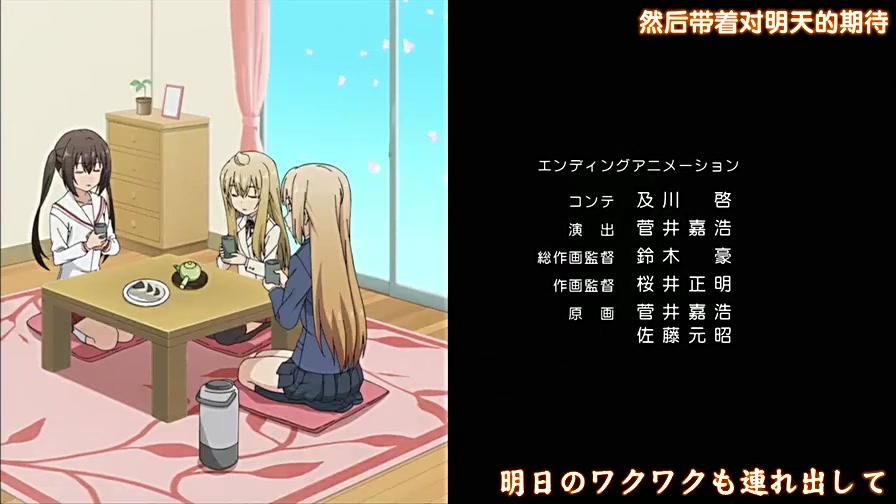 然后带着对明天的期待
エンディングアニメーション
コンテ 及川 啓
演出 菅井嘉浩
総作画監督 鈴木 豪
作画監督 桜井正明
原画 菅井嘉浩
佐藤元昭
明日のワクワクも連れ出して